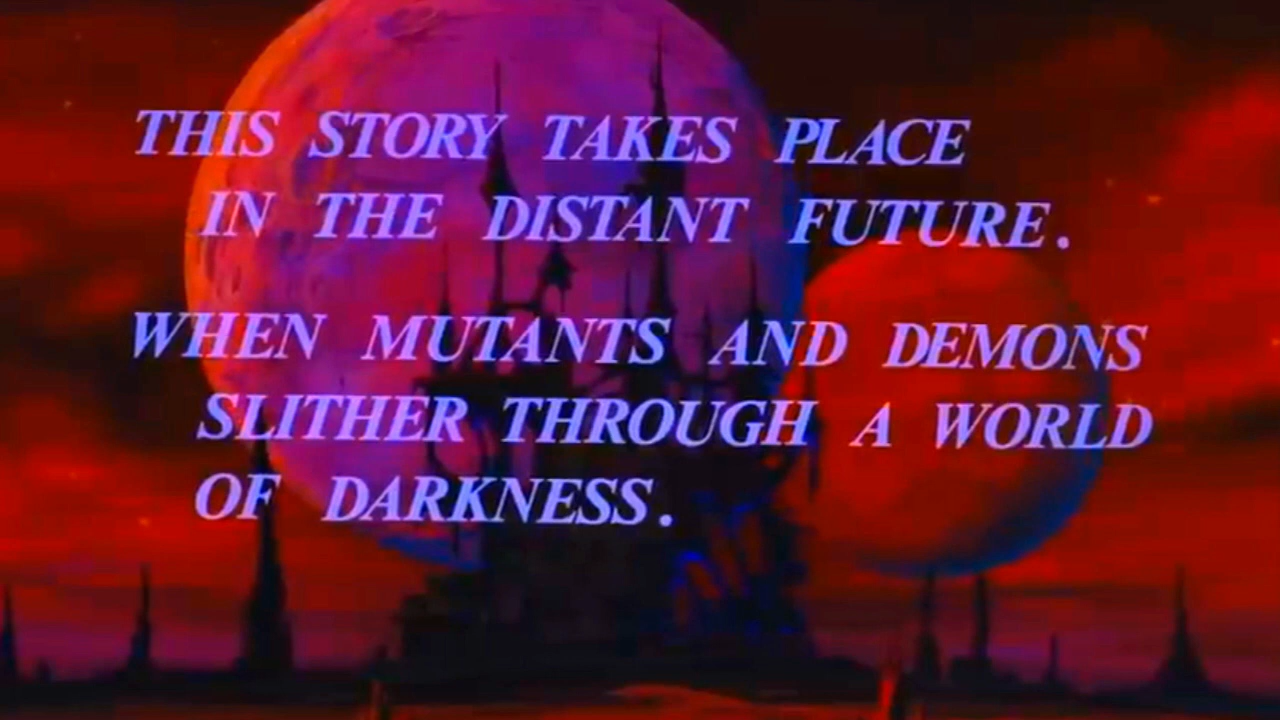 THIS STORY TAKES PLACE
IN THE DISTANT FUTURE.
WHEN MUTANTS AND DEMONS
SLITHER THROUGH A WORLD
OF DARKNESS.